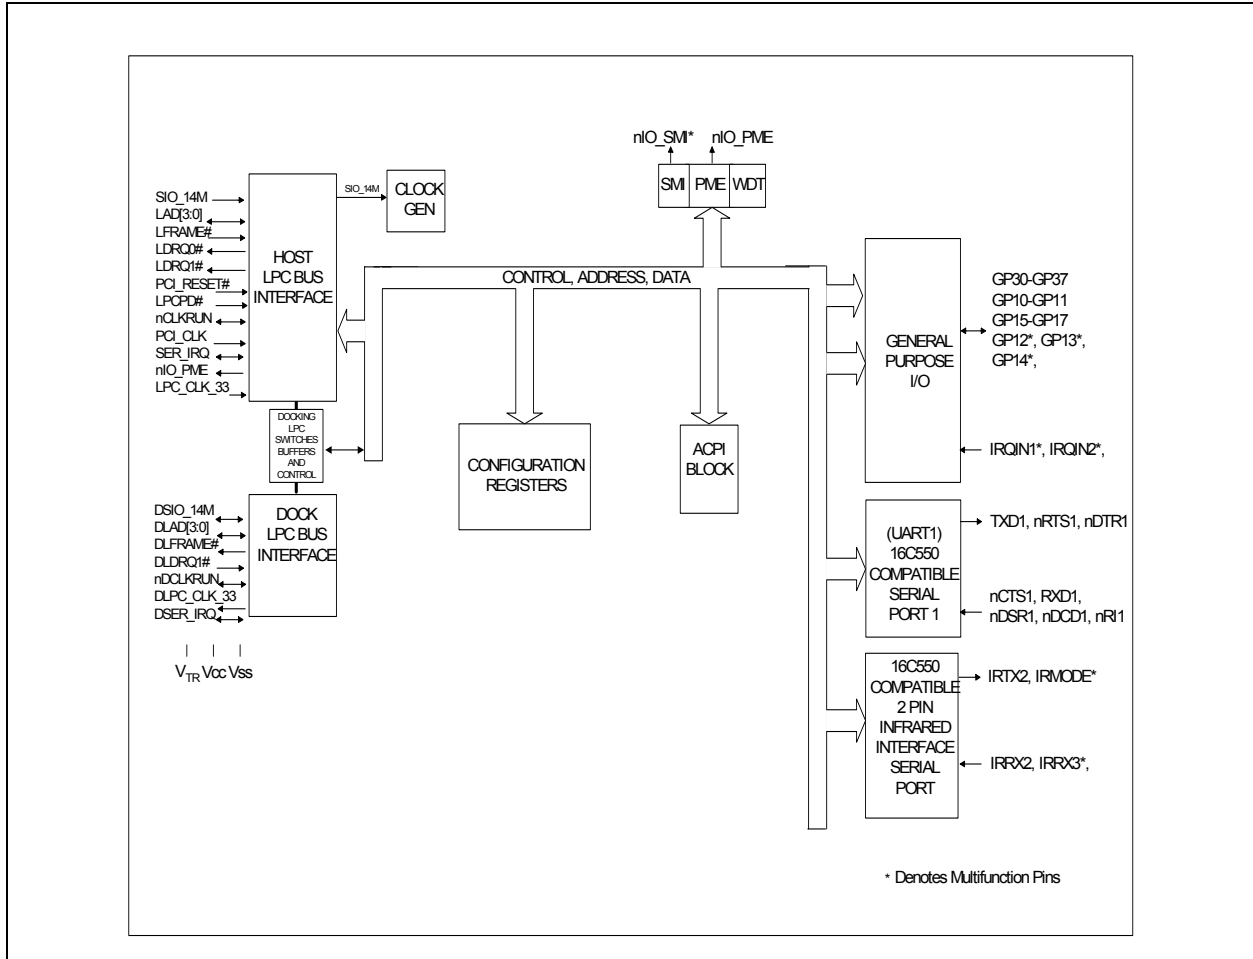 nIO_SMI* nIO_PME
SMI PME WDT
SIO_14M
LAD[3:0]
LFRAME#
LDRQ0#
LDRQ1#
PCI_RESET#
LPCPD#
nCLKRUN
PCI_CLK
SER_IRQ
nIO_PME
LPC_CLK_33
HOST
LPC BUS
INTERFACE
SIO_14M
CLOCK
GEN
CONTROL, ADDRESS, DATA
DOCKING
LPC
SWITCHES
BUFFERS
AND
CONTROL
DSIO_14M
DLAD[3:0]
DLFRAME#
DLDRQ1#
nDCLKRUN
DLPC_CLK_33
DSER_IRQ
DOCK
LPC BUS
INTERFACE
VTR Vcc Vss
CONFIGURATION
REGISTERS
ACPI
BLOCK
GENERAL
PURPOSE
I/O
GP30-GP37
GP10-GP11
GP15-GP17
GP12*, GP13*,
GP14*,
IRQIN1*, IRQIN2*,
(UART1)
16C550
COMPATIBLE
SERIAL
PORT 1
TXD1, nRTS1, nDTR1
nCTS1, RXD1,
nDSR1, nDCD1, nRI1
16C550
COMPATIBLE
2 PIN
INFRARED
INTERFACE
SERIAL
PORT
IRTX2, IRMODE*
IRRX2, IRRX3*,
* Denotes Multifunction Pins